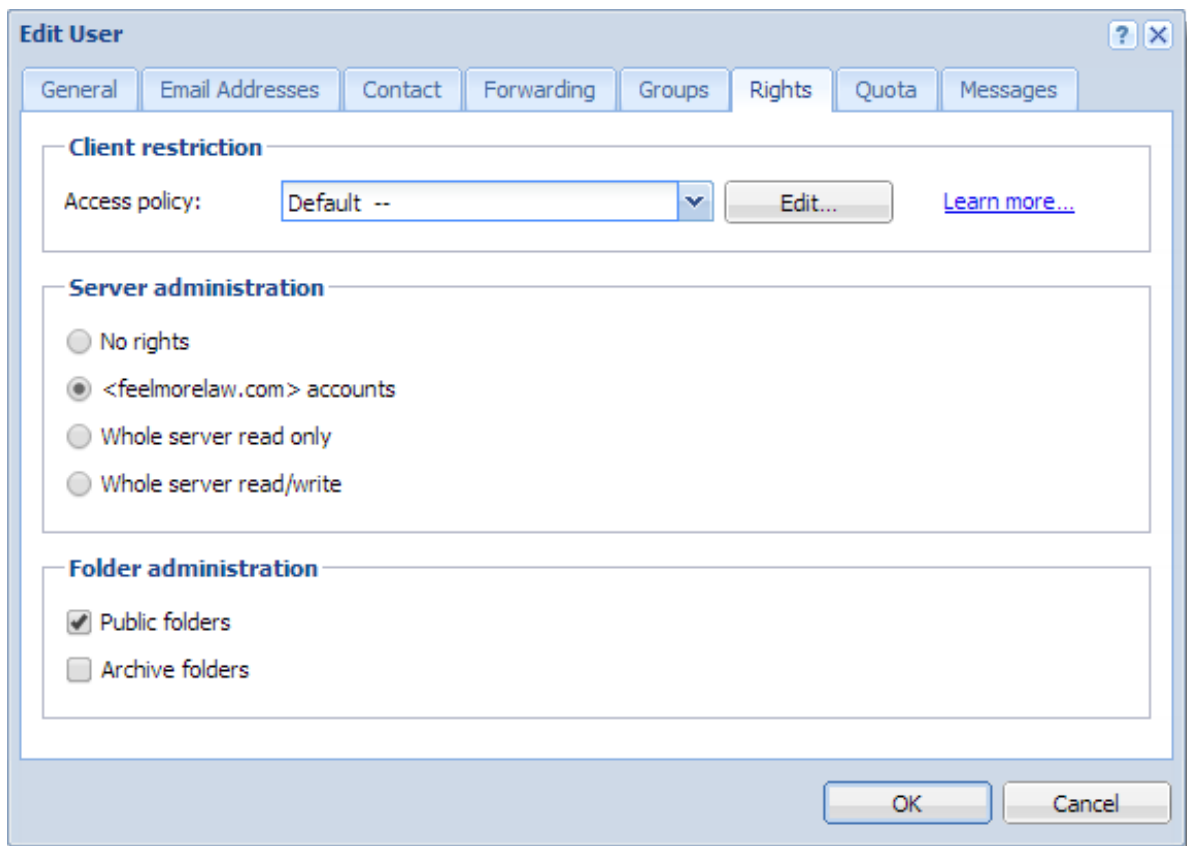 Edit User
General Email Addresses Contact Forwarding Groups Rights Quota Messages
Client restriction
Access policy: Default -- Edit... Learn more...
Server administration
No rights
<feelmorelaw.com> accounts
Whole server read only
Whole server read/write
Folder administration
Public folders
Archive folders
OK Cancel